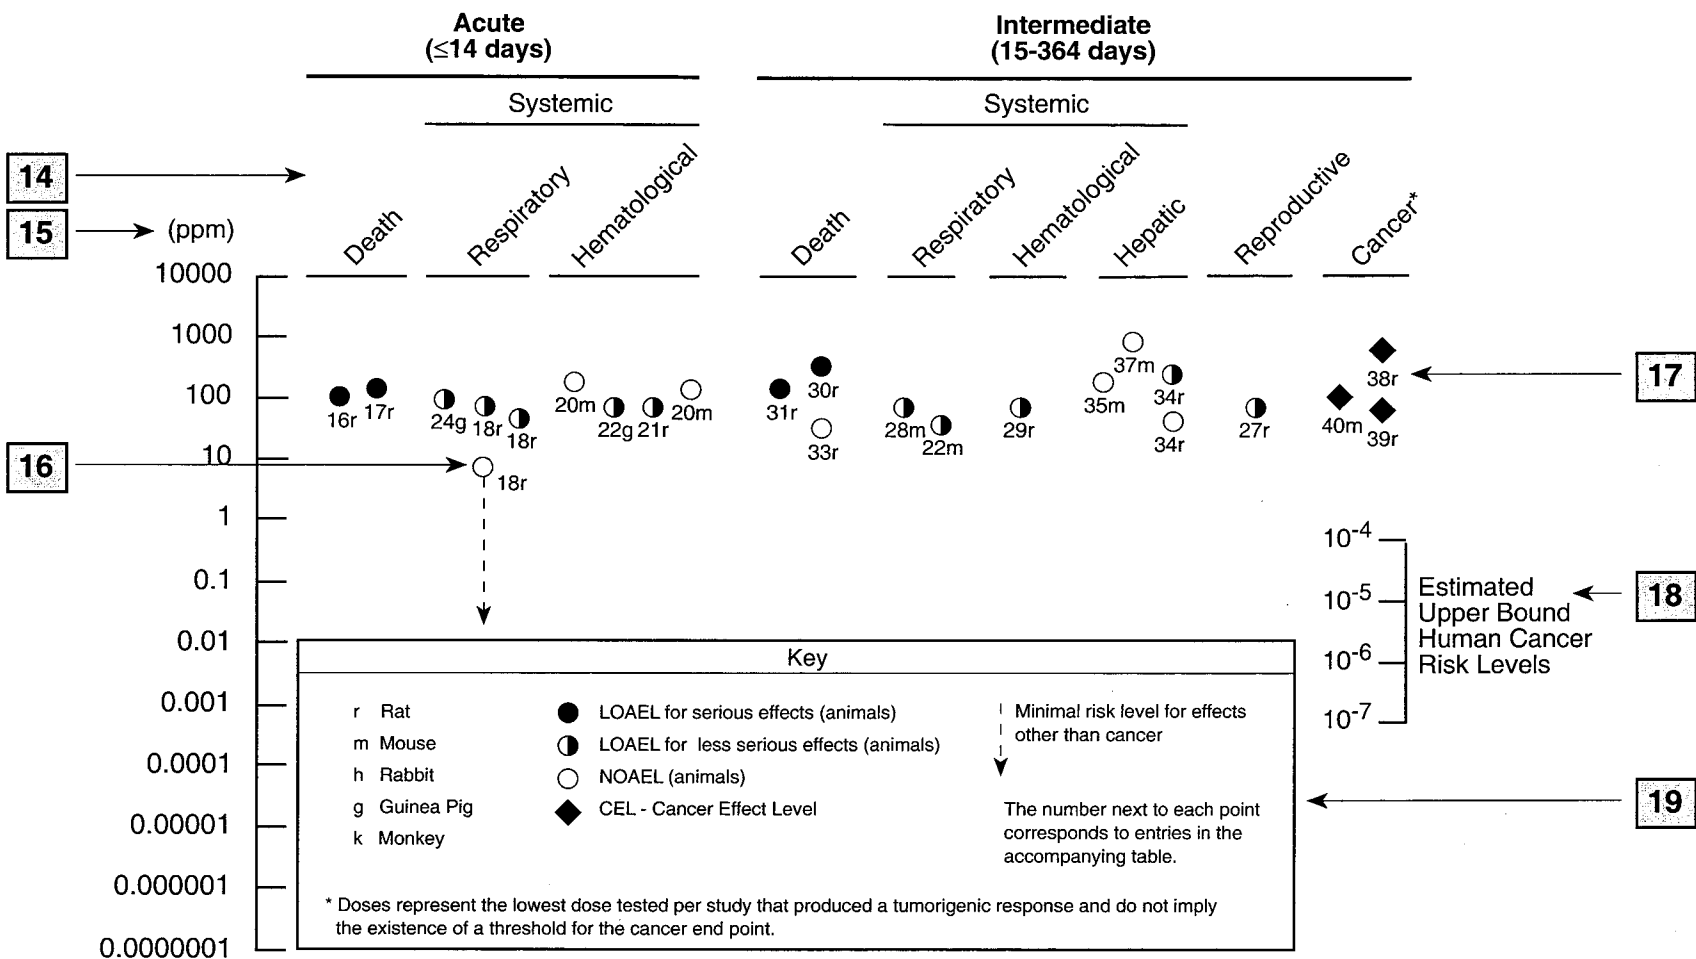 Acute
(≤14 days)
Intermediate
(15-364 days)
Systemic
Systemic
14
15
(ppm)
Death
Respiratory
Hematological
Death
Respiratory
Hematological
Hepatic
Reproductive
Cancer*
10000
1000
100
10
1
0.1
0.01
0.001
0.0001
0.00001
0.000001
0.0000001
16r
17r
24g
18r
18r
18r
20m
22g
21r
20m
31r
30r
33r
28m
22m
29r
35m
37m
34r
34r
27r
40m
38r
39r
16
17
10-4
10-5
10-6
10-7
Estimated
Upper Bound
Human Cancer
Risk Levels
18
19
Key
r Rat
m Mouse
h Rabbit
g Guinea Pig
k Monkey
LOAEL for serious effects (animals)
LOAEL for less serious effects (animals)
NOAEL (animals)
CEL - Cancer Effect Level
Minimal risk level for effects
other than cancer
The number next to each point
corresponds to entries in the
accompanying table.
* Doses represent the lowest dose tested per study that produced a tumorigenic response and do not imply
the existence of a threshold for the cancer end point.